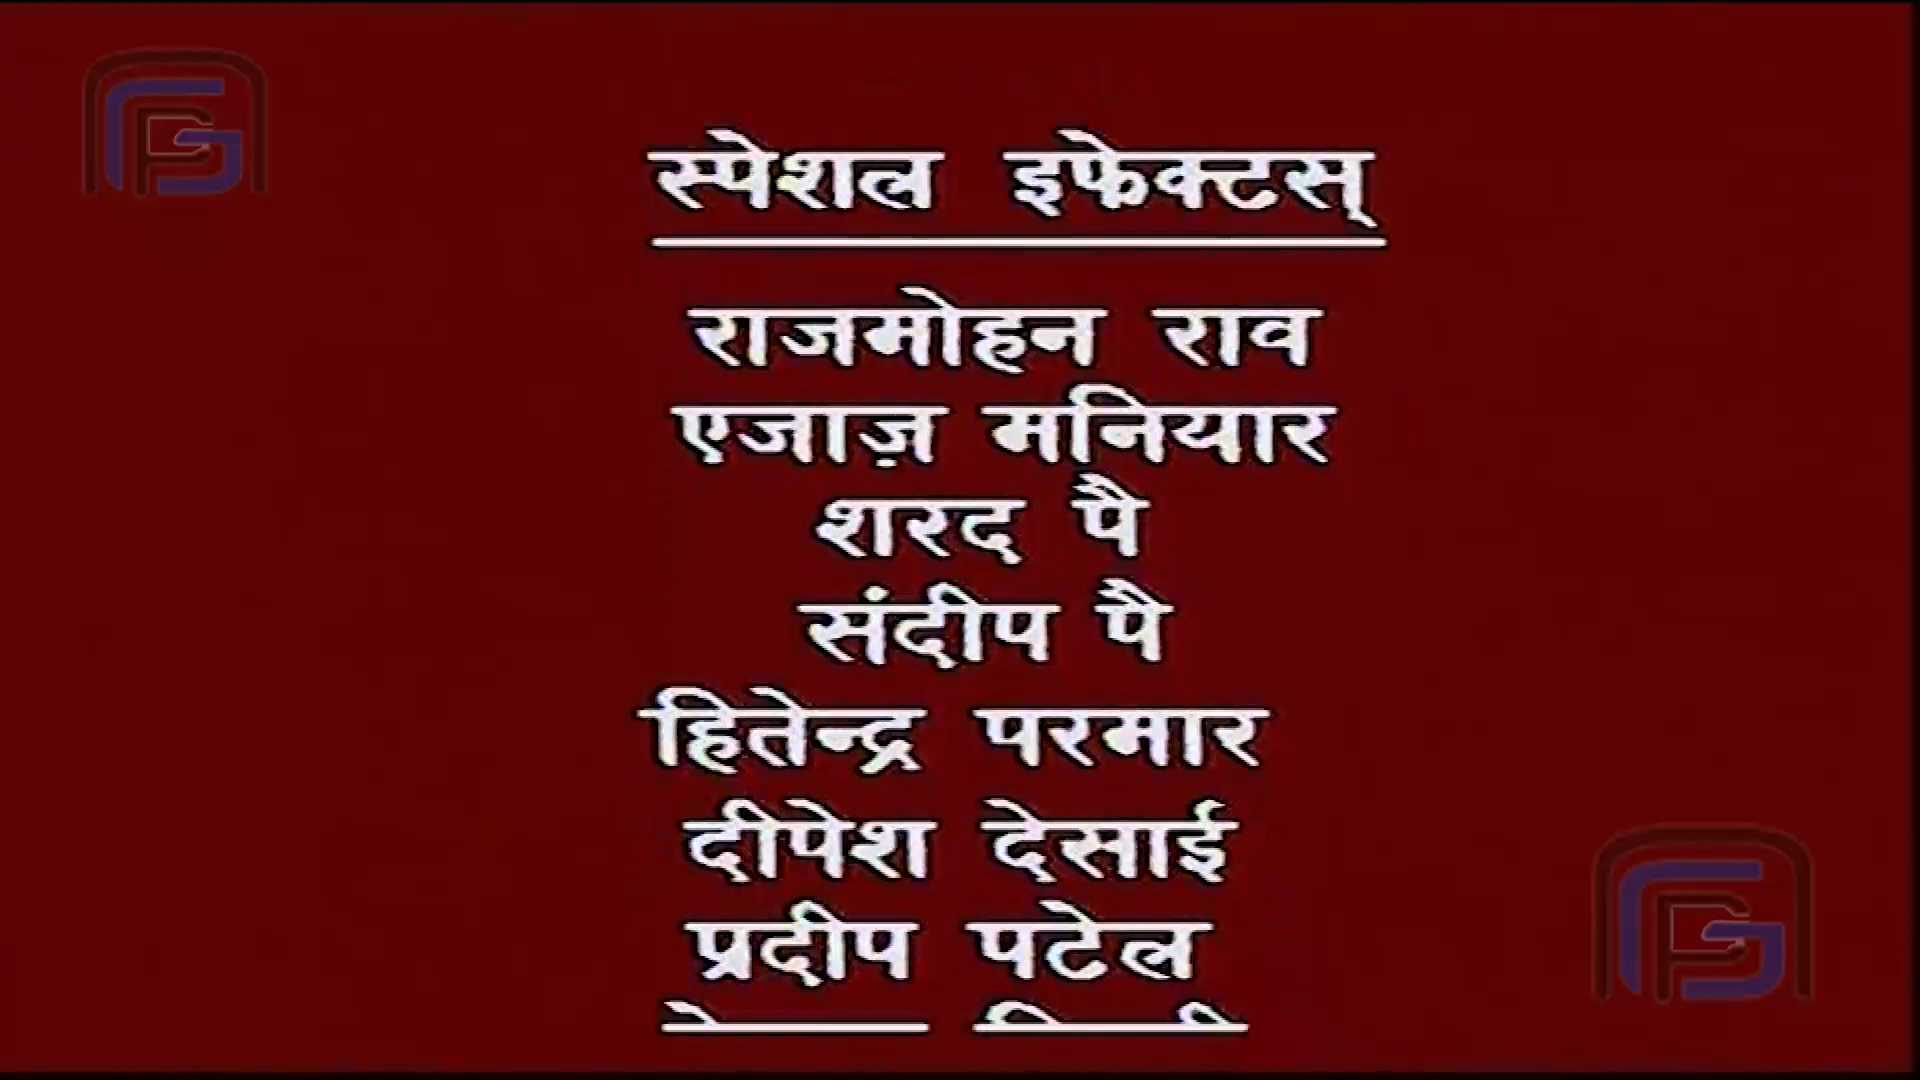 स्पेशल इफेक्टस्
राजमोहन राव
एजाज़ मनियार
शरद पै
संदीप पै
हितेन्द्र परमार
दीपेश देसाई
प्रदीप पटेल